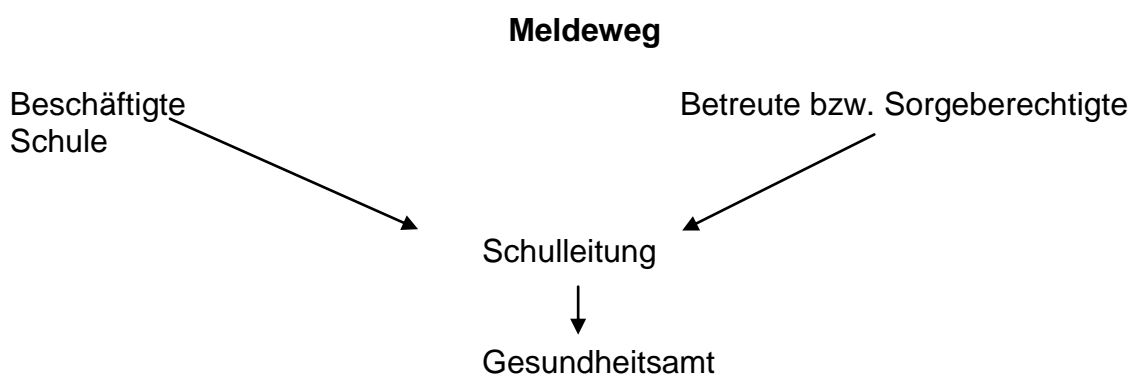 Meldeweg
Beschäftigte
Schule
Betreute bzw. Sorgeberechtigte
Schulleitung
Gesundheitsamt